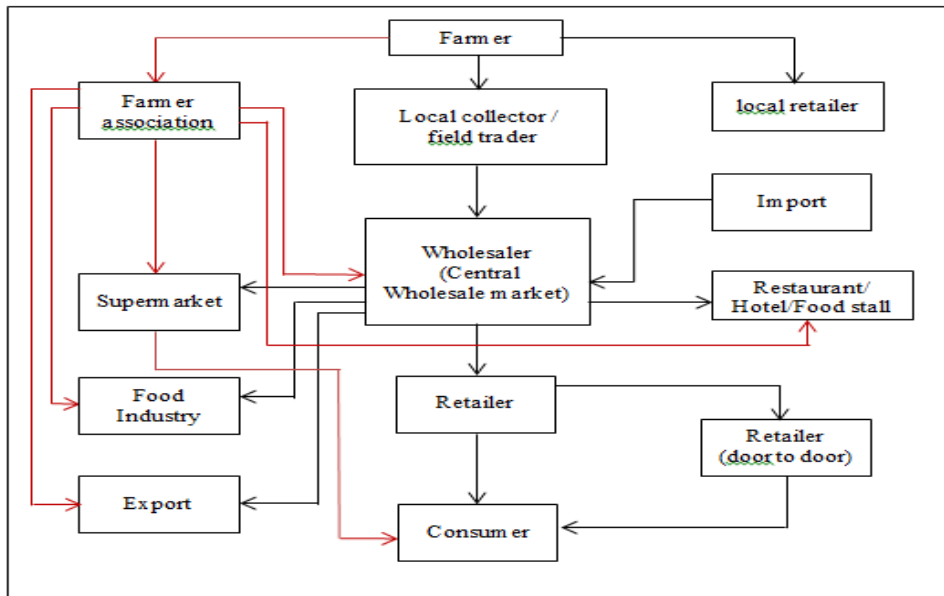 Farmer
Farmer
association
Local collector /
field trader
local retailer
Import
Wholesaler
(Central
Wholesale market)
Supermarket
Restaurant/
Hotel/Food stall
Food
Industry
Retailer
Retailer
(door to door)
Export
Consumer